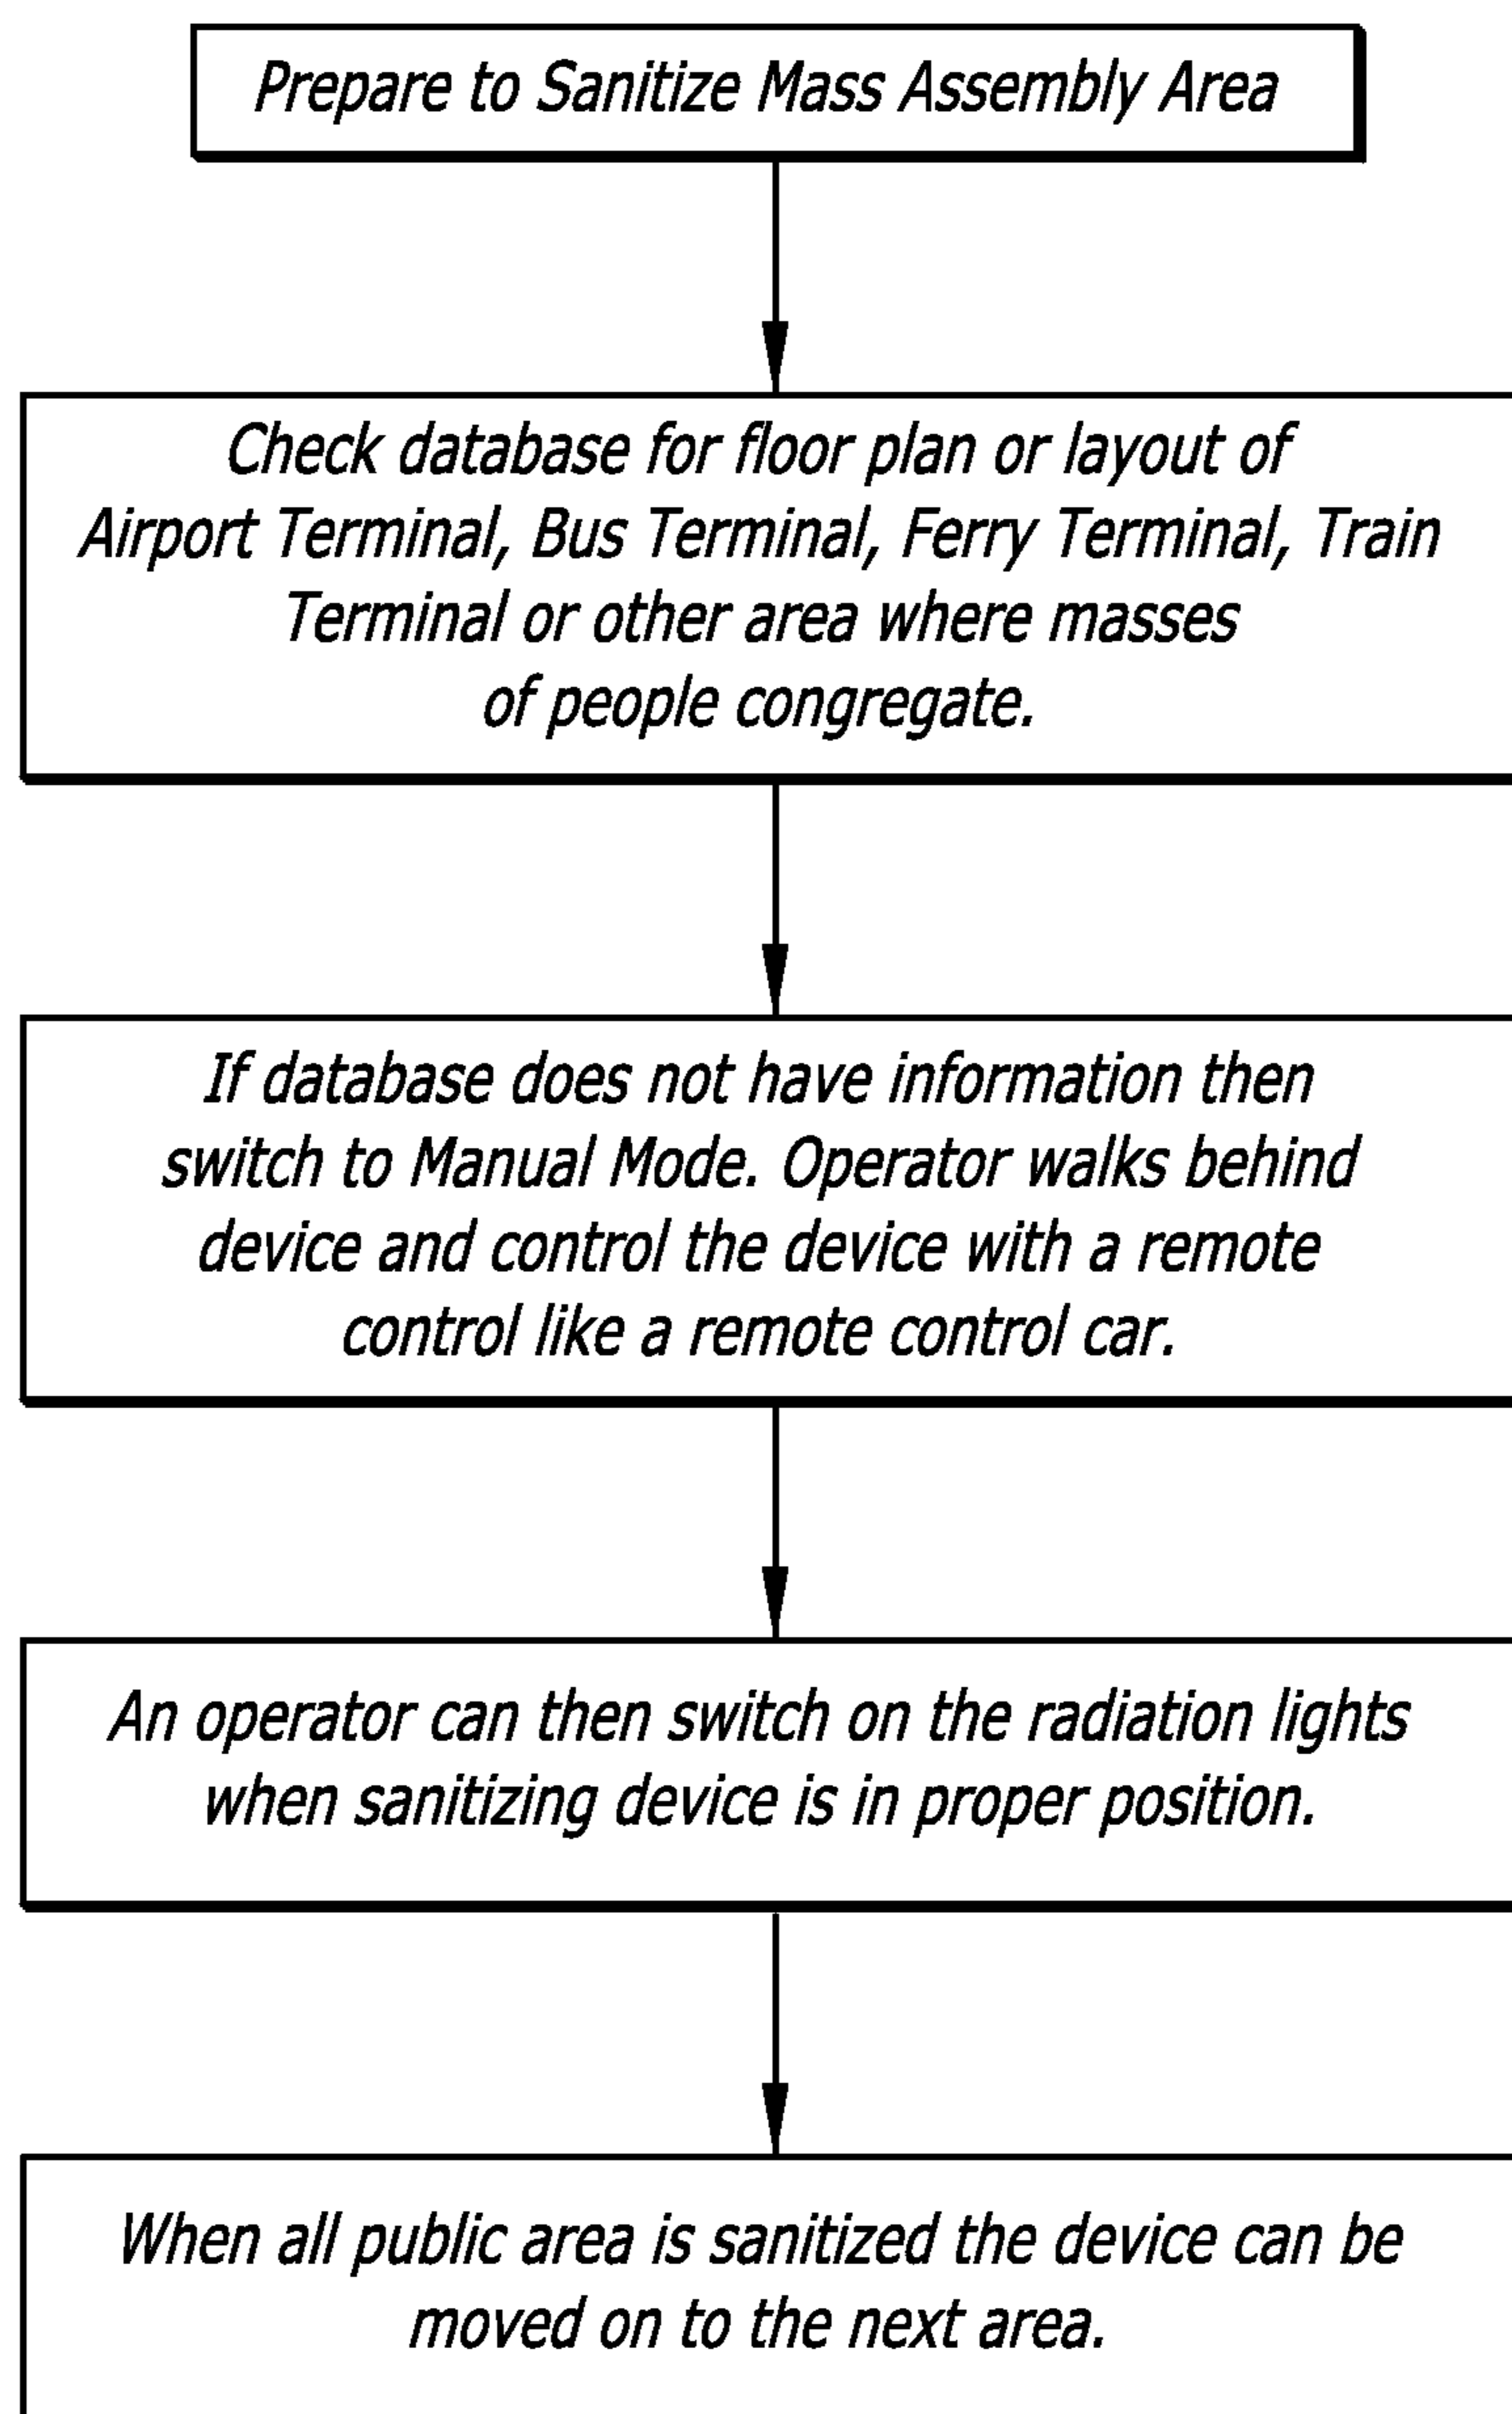 Prepare to Sanitize Mass Assembly Area
Check database for floor plan or layout of
Airport Terminal, Bus Terminal, Ferry Terminal, Train
Terminal or other area where masses
of people congregate.
If database does not have information then
switch to Manual Mode. Operator walks behind
device and control the device with a remote
control like a remote control car.
An operator can then switch on the radiation lights
when sanitizing device is in proper position.
When all public area is sanitized the device can be
moved on to the next area.